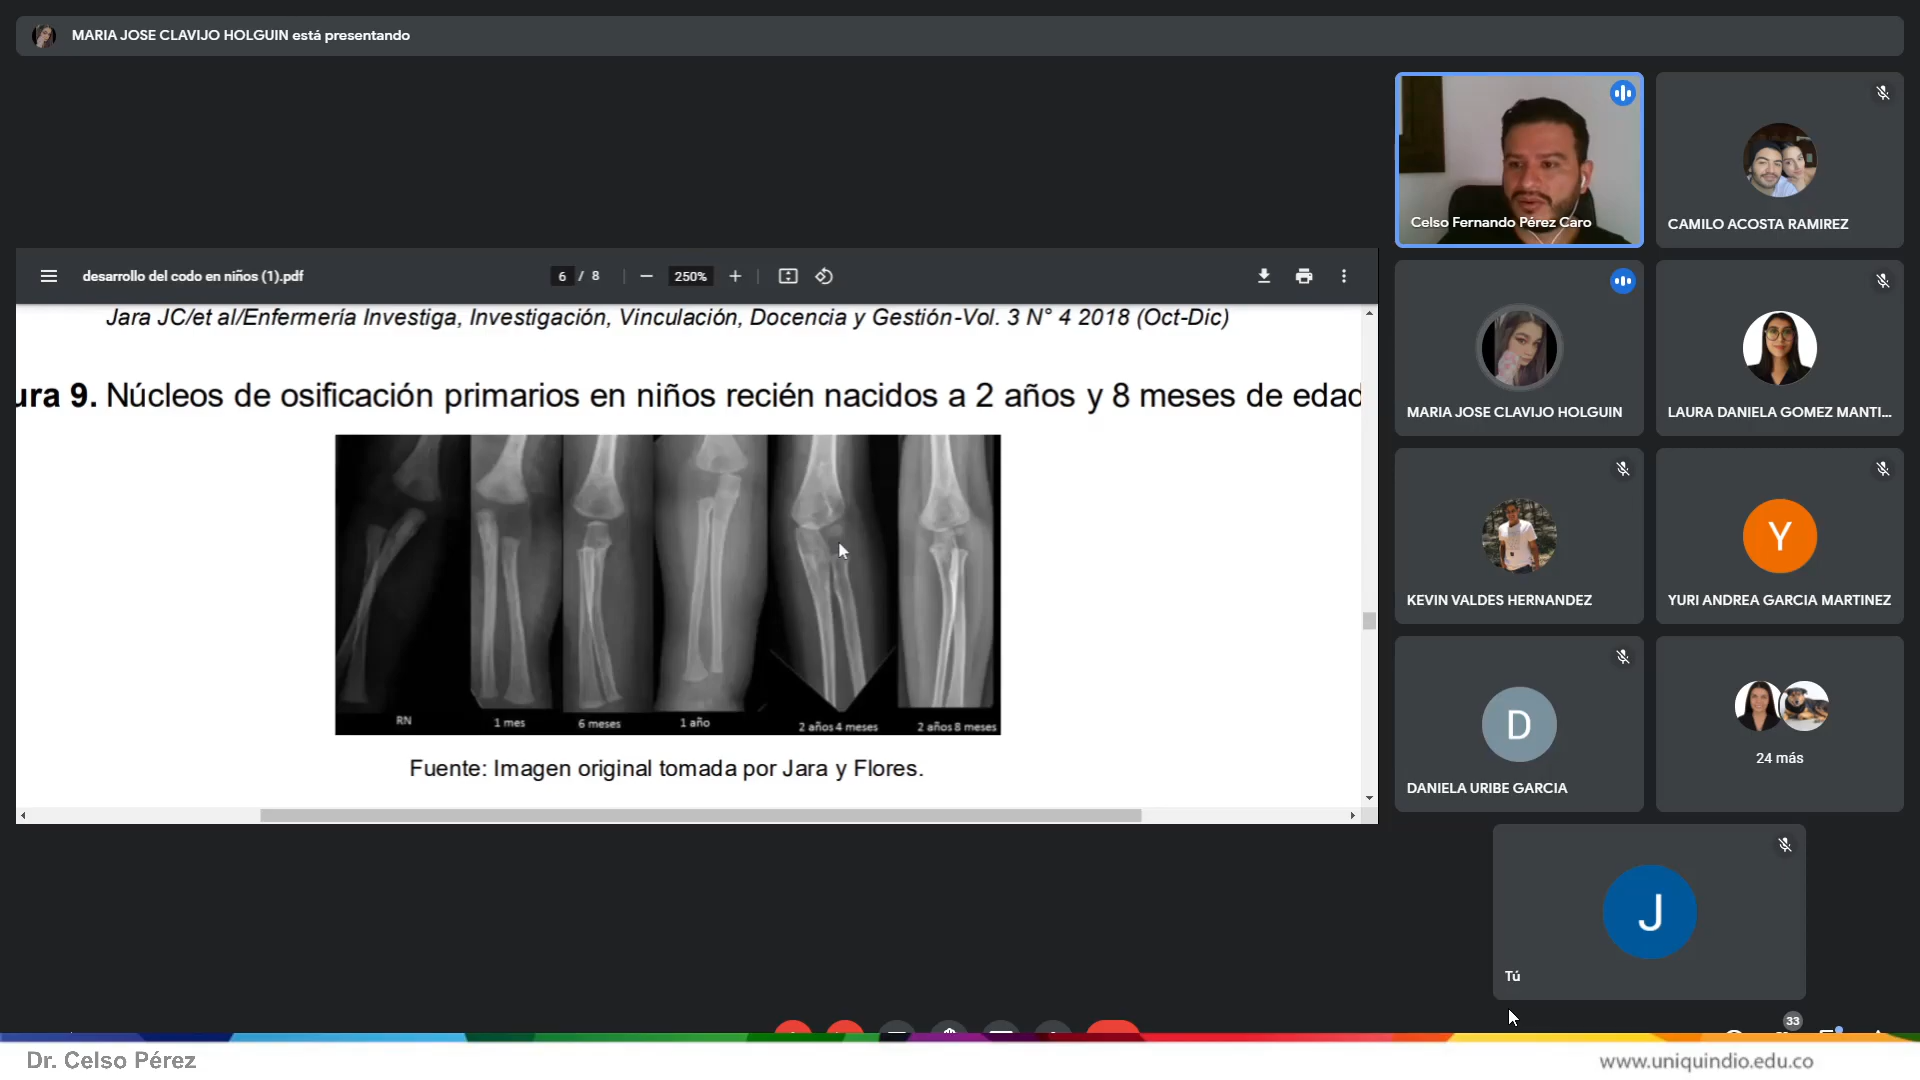 MARIA JOSE CLAVIJO HOLGUIN está presentando
Celso Fernando Pérez Caro
CAMILO ACOSTA RAMIREZ
desarrollo del codo en niños (1).pdf
6 / 8
250%
Jara JC/et al/Enfermería Investiga, Investigación, Vinculación, Docencia y Gestión-Vol. 3 N° 4 2018 (Oct-Dic)
ura 9. Núcleos de osificación primarios en niños recién nacidos a 2 años y 8 meses de edad
RN
1 mes
6 meses
1 año
2 años 4 meses
2 años 8 meses
Fuente: Imagen original tomada por Jara y Flores.
MARIA JOSE CLAVIJO HOLGUIN
LAURA DANIELA GOMEZ MANTI...
KEVIN VALDES HERNANDEZ
Y
YURI ANDREA GARCIA MARTINEZ
D
DANIELA URIBE GARCIA
24 más
J
Tú
33
Dr. Celso Pérez
www.uniquindio.edu.co